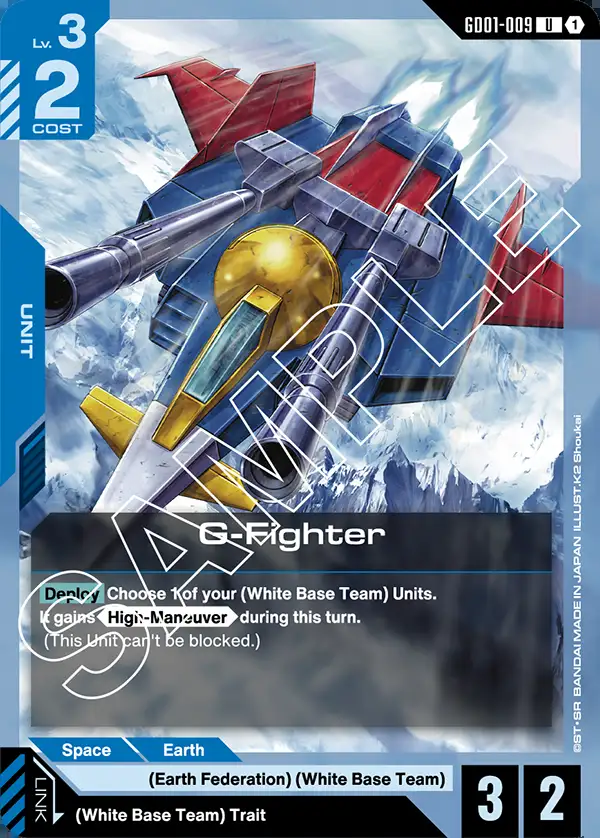 Lv. 3
2
COST
GD01-009 U 1
UNIT
SAMPLE
G-Fighter
Deploy Choose 1 of your (White Base Team) Units.
It gains High-Maneuver during this turn.
(This Unit can't be blocked.)
©ST・SR BANDAI MADE IN JAPAN ILLUST.K2 Shoukai
Space Earth
(Earth Federation) (White Base Team)
LINK
(White Base Team) Trait
3 2